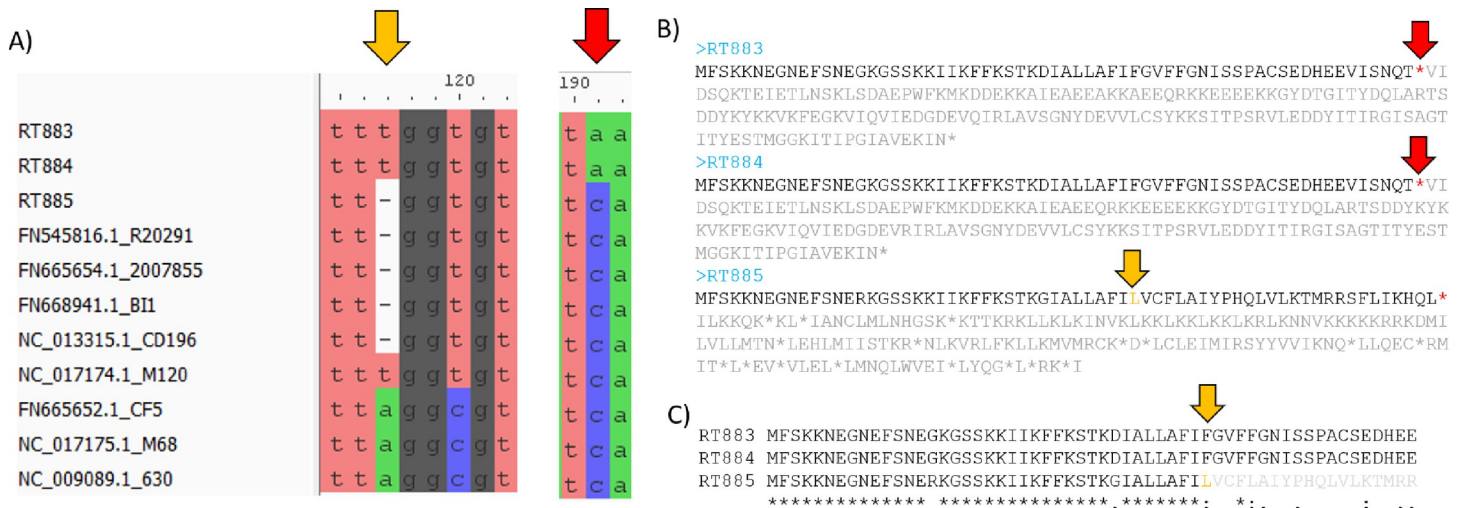 A)
120
190
RT883 t t t g g t g t t a a
RT884 t t t g g t g t t a a
RT885 t t - g g t g t t c a
FN545816.1_R20291 t t - g g t g t t c a
FN665654.1_2007855 t t - g g t g t t c a
FN668941.1_BI1 t t - g g t g t t c a
NC_013315.1_CD196 t t - g g t g t t c a
NC_017174.1_M120 t t t g g t g t t c a
FN665652.1_CF5 t t a g g c g t t c a
NC_017175.1_M68 t t a g g c g t t c a
NC_009089.1_630 t t a g g c g t t c a
B)
>RT883
MFSKKNEGNEFSNEGKGSSKKIIKFFKSTKDIALLAFIFGVFFGNISSPACSEDHEEVISNQT*VI
DSQKTEIETLNSKLSDAEPWFKMKDDEKKAIEAEEAKKAEEQRKKEEEEKKGYDTGITYDQLARTS
DDYKYKKVKFEGKVIQVIEDGDEVQIRLAVSGNYDEVVLCSYKKSITPSRVLEDDYITIRGISAGT
ITYESTMGGKITIPGIAVEKIN*
>RT884
MFSKKNEGNEFSNEGKGSSKKIIKFFKSTKDIALLAFIFGVFFGNISSPACSEDHEEVISNQT*VI
DSQKTEIETLNSKLSDAEPWFKMKDDEKKAIEAEEQRKKEEEEKKGYDTGITYDQLARTSDDYKYK
KVKFEGKVIQVIEDGDEVRIRLAVSGNYDEVVLCSYKKSITPSRVLEDDYITIRGISAGTITYEST
MGGKITIPGIAVEKIN*
>RT885
MFSKKNEGNEFSNERKGSSKKIIKFFKSTKGIALLAFILVCFLAIYPHQLVLKTMRRSFLIKHQL*
ILKKQK*KL*IANCLMLNHGSK*KTTKRKLLKLKINVKLKKLKKLKKLKRLKNNVKKKKKRRKDMI
LVLLMTN*LEHLMIISTKR*NLKVRLFKLLKMVMRCK*D*LCLEIMIRSYYVVIKNQ*LLQEC*RM
IT*L*EV*VLEL*LMNQLWVEI*LYQG*L*RK*I
C)
RT883 MFSKKNEGNEFSNEGKGSSKKIIKFFKSTKDIALLAFIFGVFFGNISSPACSEDHEE
RT884 MFSKKNEGNEFSNEGKGSSKKIIKFFKSTKDIALLAFIFGVFFGNISSPACSEDHEE
RT885 MFSKKNEGNEFSNERKGSSKKIIKFFKSTKGIALLAFILVCFLAIYPHQLVLKTMRR